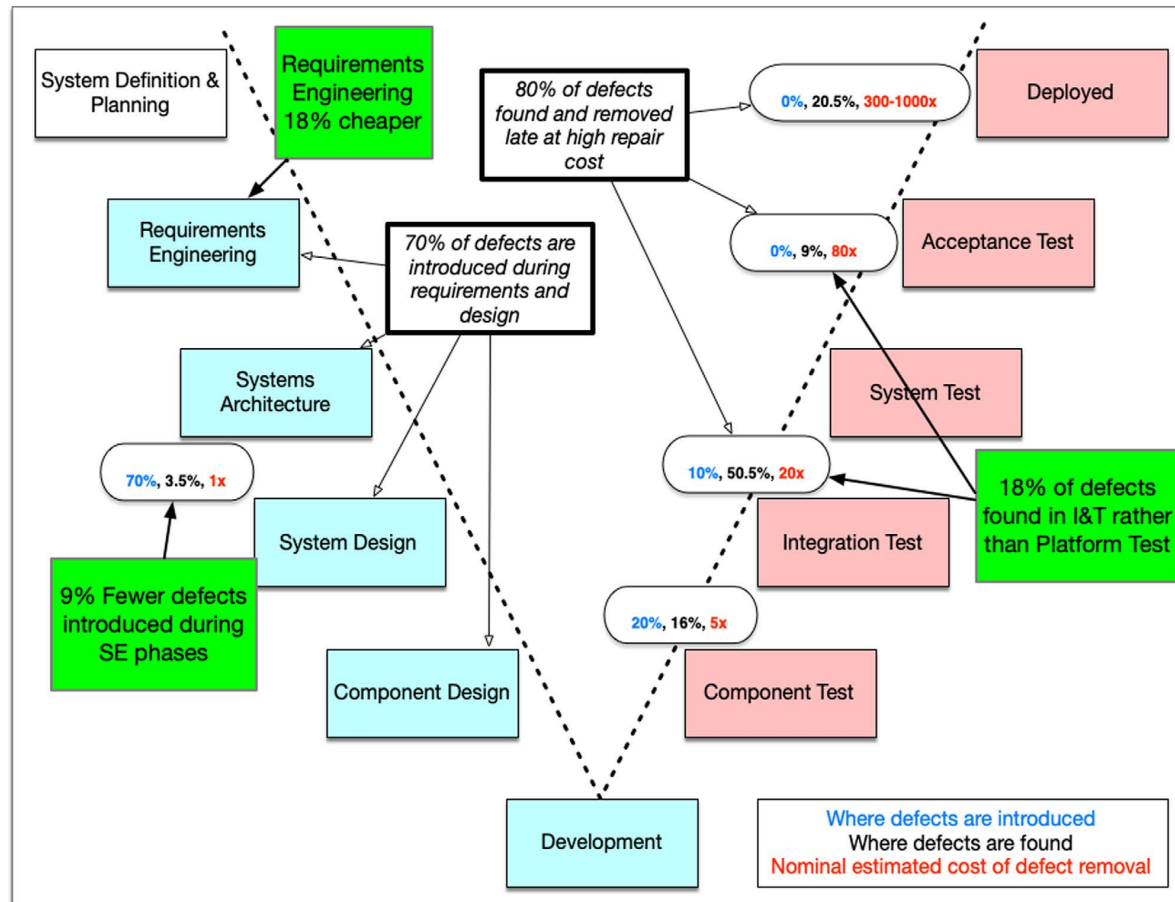 System Definition &
Planning
Requirements
Engineering
18% cheaper
80% of defects
found and removed
late at high repair
cost
0%, 20.5%, 300-1000x
Deployed
Requirements
Engineering
70% of defects are
introduced during
requirements and
design
0%, 9%, 80x
Acceptance Test
Systems
Architecture
System Test
70%, 3.5%, 1x
10%, 50.5%, 20x
18% of defects
found in I&T rather
than Platform Test
System Design
Integration Test
9% Fewer defects
introduced during
SE phases
20%, 16%, 5x
Component Design
Component Test
Development
Where defects are introduced
Where defects are found
Nominal estimated cost of defect removal